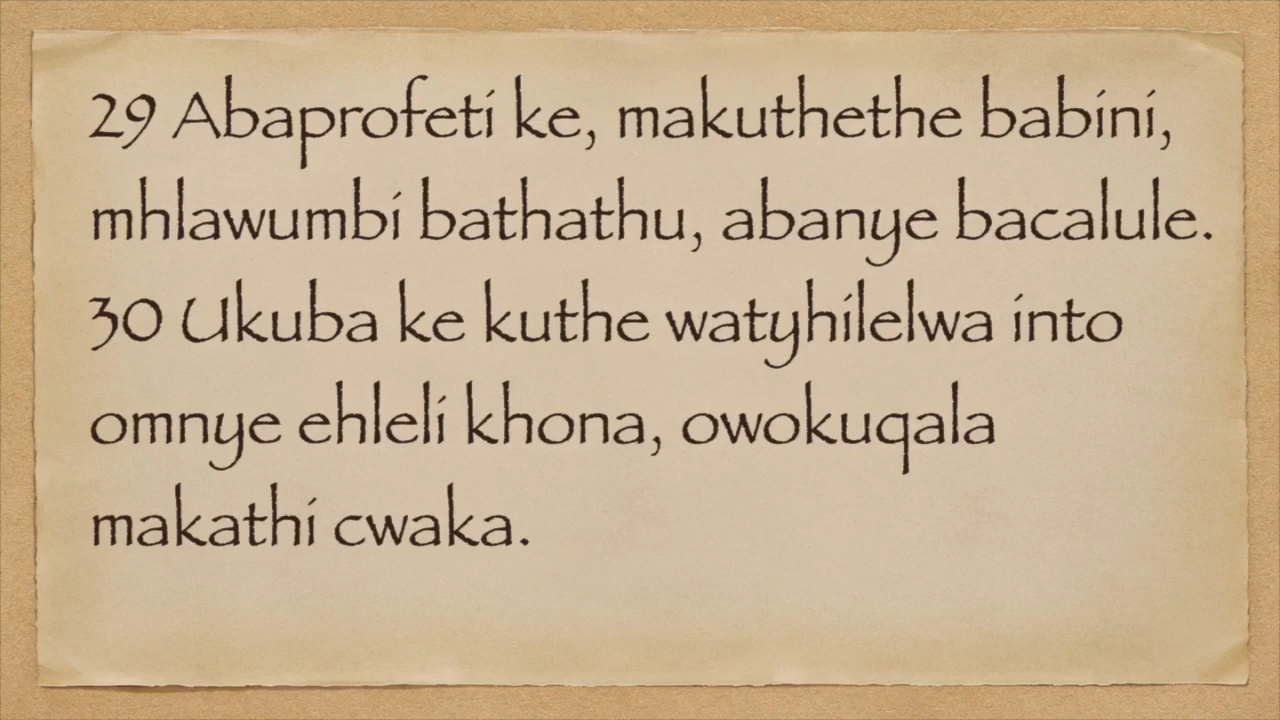 29 Abaprofeti ke, makuthethe babini,
mhlawumbi bathathu, abanye bacalule.
30 Ukuba ke kuthe watyhilelwa into
omnye ehleli khona, owokuqala
makathi cwaka.